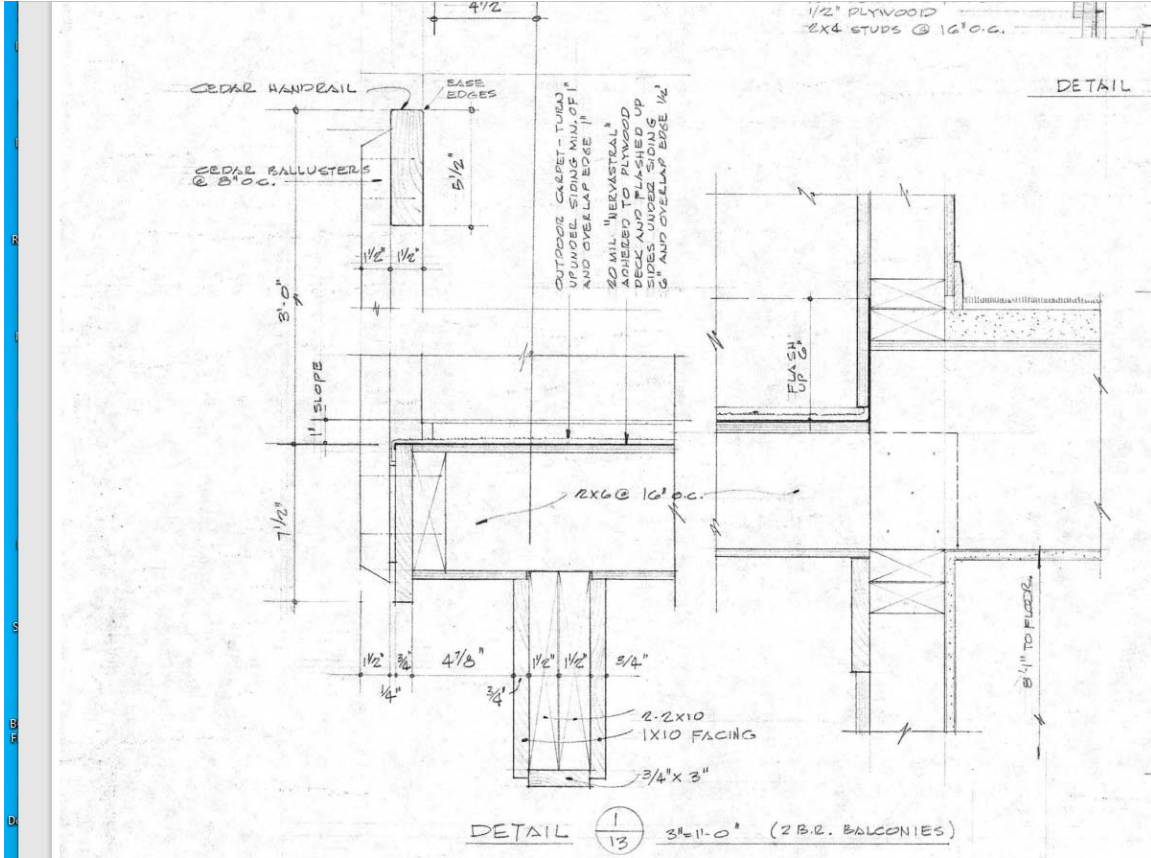 4 1/2"
1/2" PLYWOOD
2X4 STUDS @ 16" O.C.
DETAIL
CEDAR HANDRAIL
EASE
EDGES
CEDAR BALLUSTERS
@ 8" O.C.
5 1/2"
1 1/2" 1 1/2"
3'-0"
OUTDOOR CARPET - TURN
UP UNDER SIDING MIN. OF 1"
AND OVERLAP EDGE 1"
20 MIL. "NERVASTRAL"
ADHERED TO PLYWOOD
DECK AND FLASHED UP
SIDES UNDER SIDING
6" AND OVERLAP EDGE 1/2"
FLASH
UP 6"
1" SLOPE
7 1/2"
2X6 @ 16" O.C.
8'-1" TO FLOOR
1 1/2" 3/4" 4 7/8" 1 1/2" 1 1/2" 3/4"
1/4" 3/4"
2-2X10
1X10 FACING
3/4" X 3"
DETAIL 1/13 3"=1'-0" (2 B.R. BALCONIES)